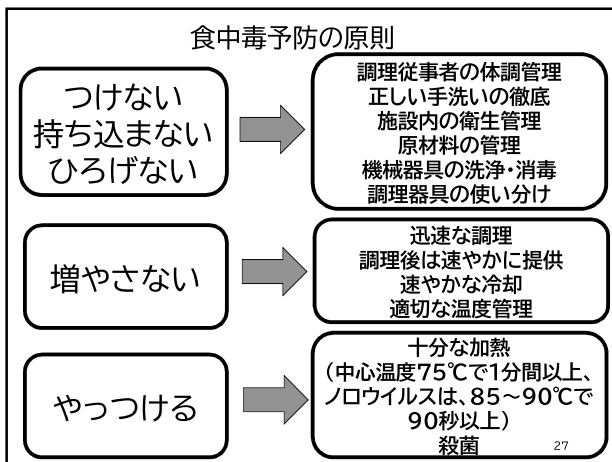 食中毒予防の原則
つけない
持ち込まない
ひろげない
調理従事者の体調管理
正しい手洗いの徹底
施設内の衛生管理
原材料の管理
機械器具の洗浄・消毒
調理器具の使い分け
増やさない
迅速な調理
調理後は速やかに提供
速やかな冷却
適切な温度管理
やっつける
十分な加熱
(中心温度75℃で1分間以上、
ノロウイルスは、85~90℃で
90秒以上)
殺菌
27